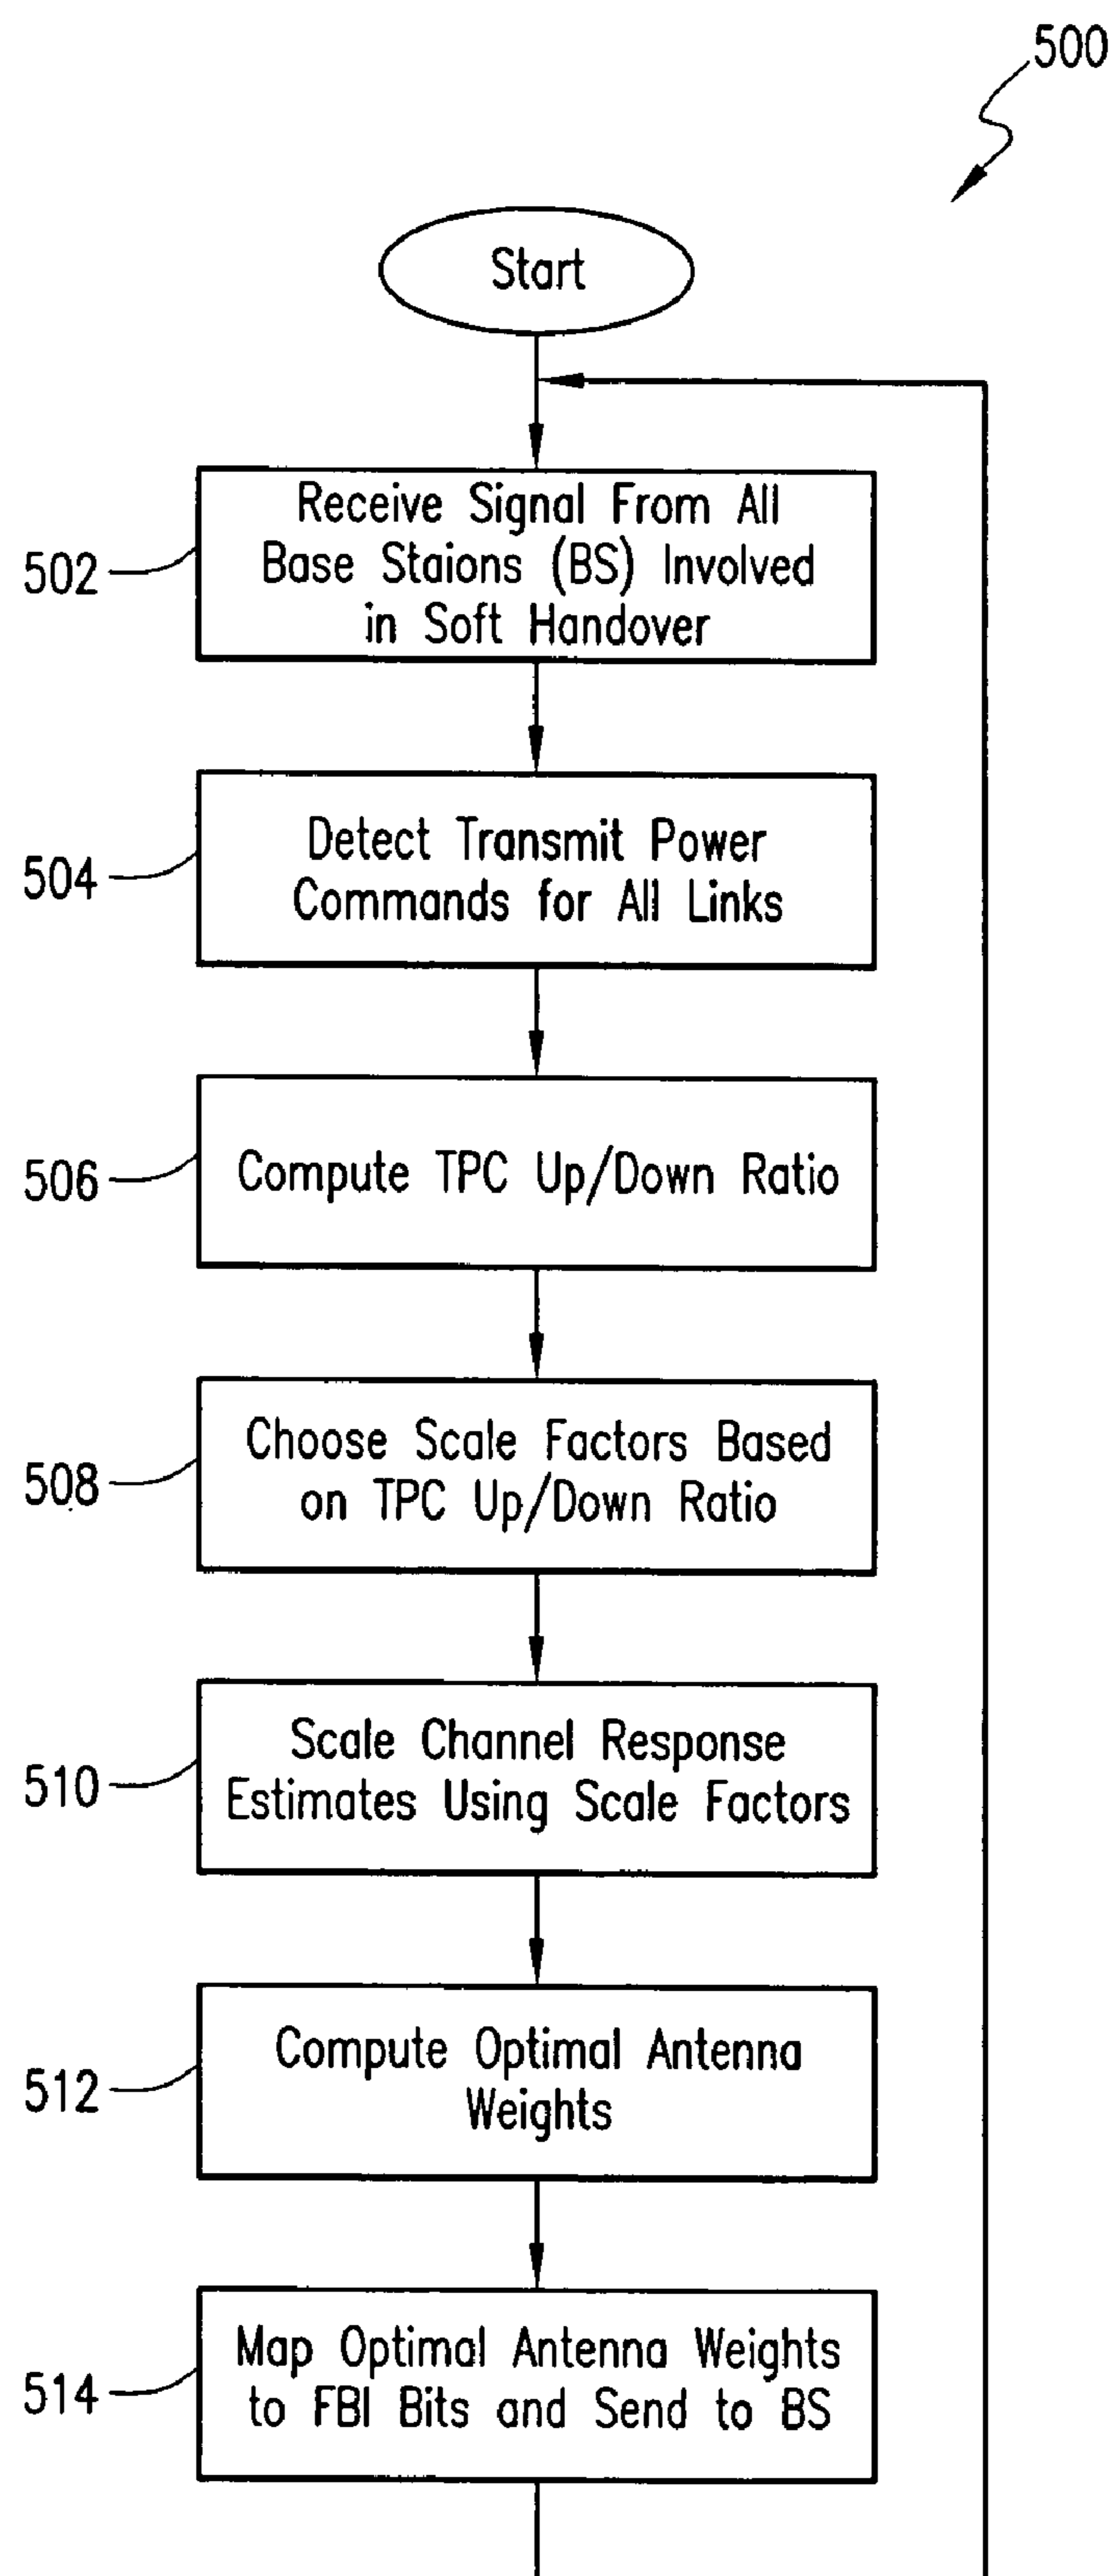 500
Start
502
Receive Signal From All
Base Staions (BS) Involved
in Soft Handover
504
Detect Transmit Power
Commands for All Links
506
Compute TPC Up/Down Ratio
508
Choose Scale Factors Based
on TPC Up/Down Ratio
510
Scale Channel Response
Estimates Using Scale Factors
512
Compute Optimal Antenna
Weights
514
Map Optimal Antenna Weights
to FBI Bits and Send to BS